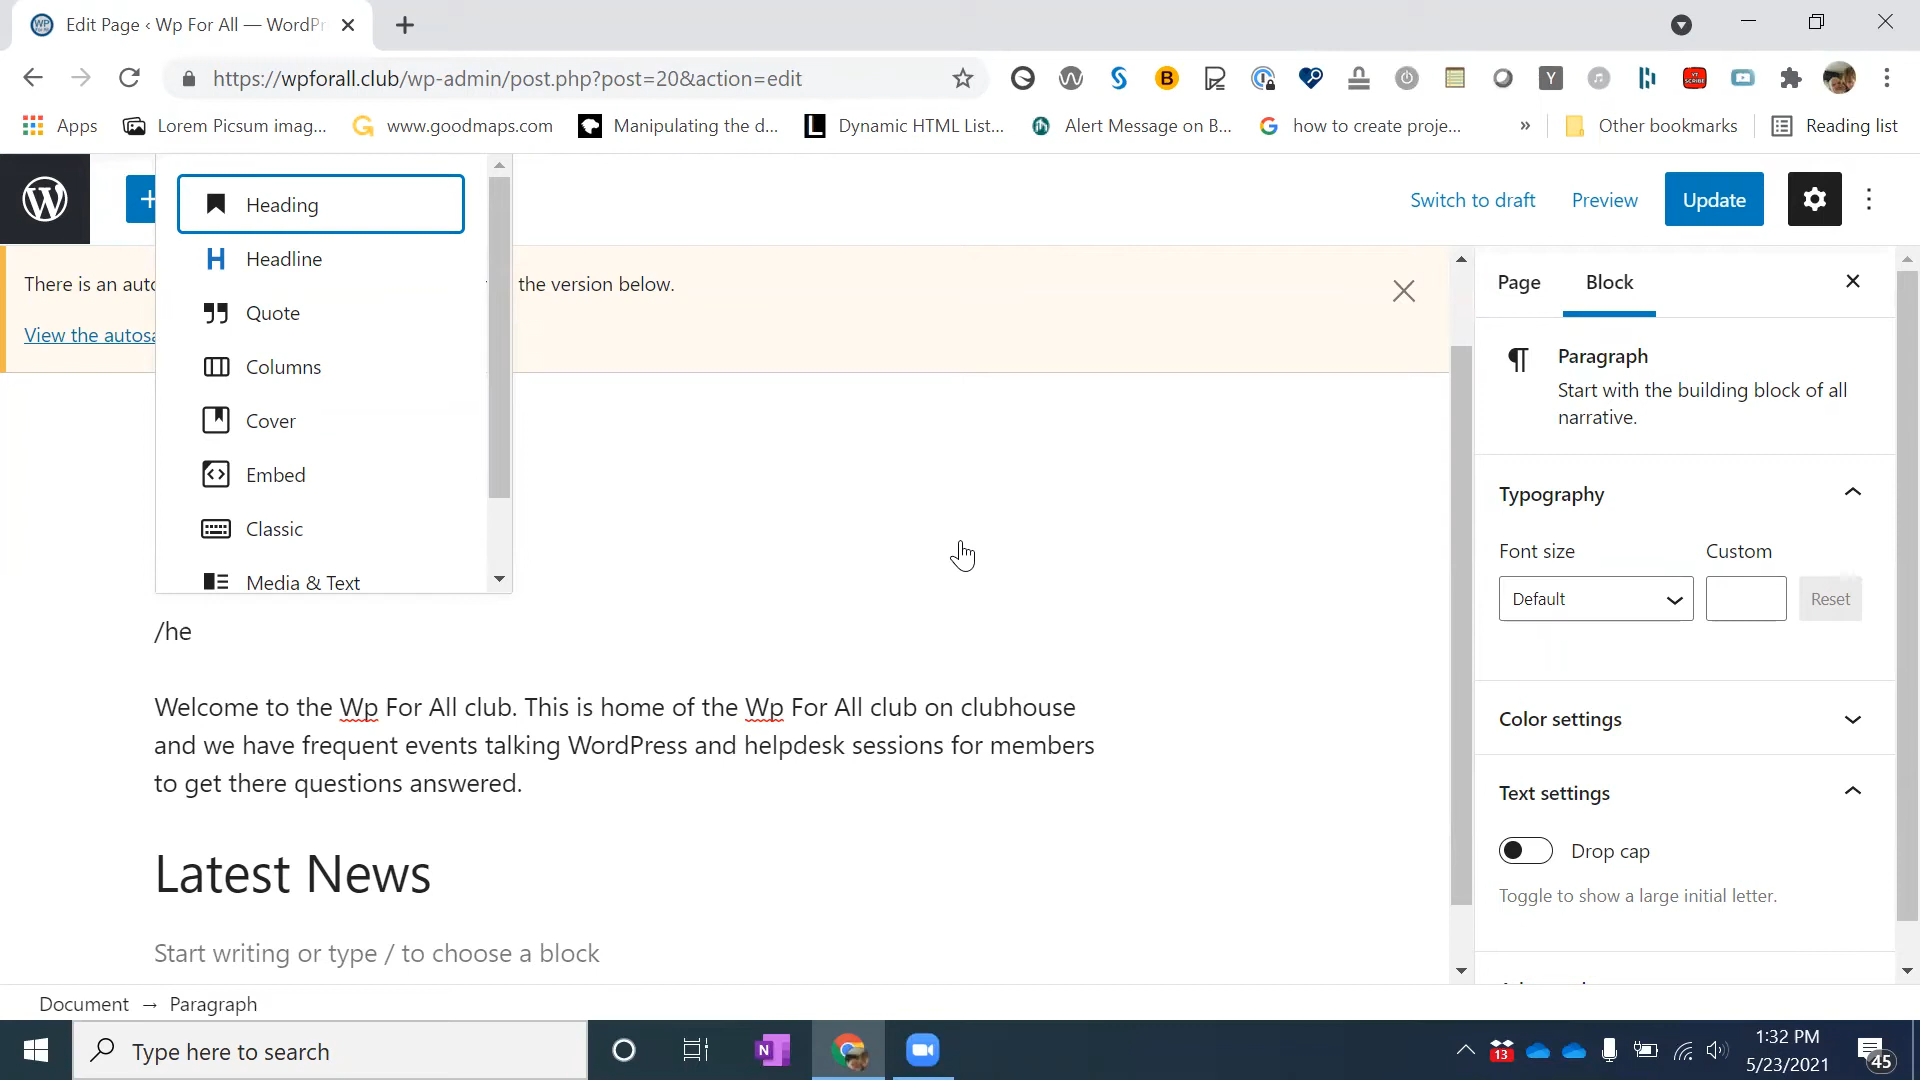 Edit Page ‹ Wp For All — WordPr
https://wpforall.club/wp-admin/post.php?post=20&action=edit
Apps
Lorem Picsum imag...
www.goodmaps.com
Manipulating the d...
Dynamic HTML List...
Alert Message on B...
how to create proje...
»
Other bookmarks
Reading list
Switch to draft
Preview
Update
Heading
Headline
Quote
Columns
Cover
Embed
Classic
Media & Text
There is an auto
the version below.
View the autosa
/he
Welcome to the Wp For All club. This is home of the Wp For All club on clubhouse
and we have frequent events talking WordPress and helpdesk sessions for members
to get there questions answered.
Latest News
Start writing or type / to choose a block
Page
Block
Paragraph
Start with the building block of all
narrative.
Typography
Font size
Custom
Default
Reset
Color settings
Text settings
Drop cap
Toggle to show a large initial letter.
Document → Paragraph
Type here to search
13
1:32 PM
5/23/2021
45